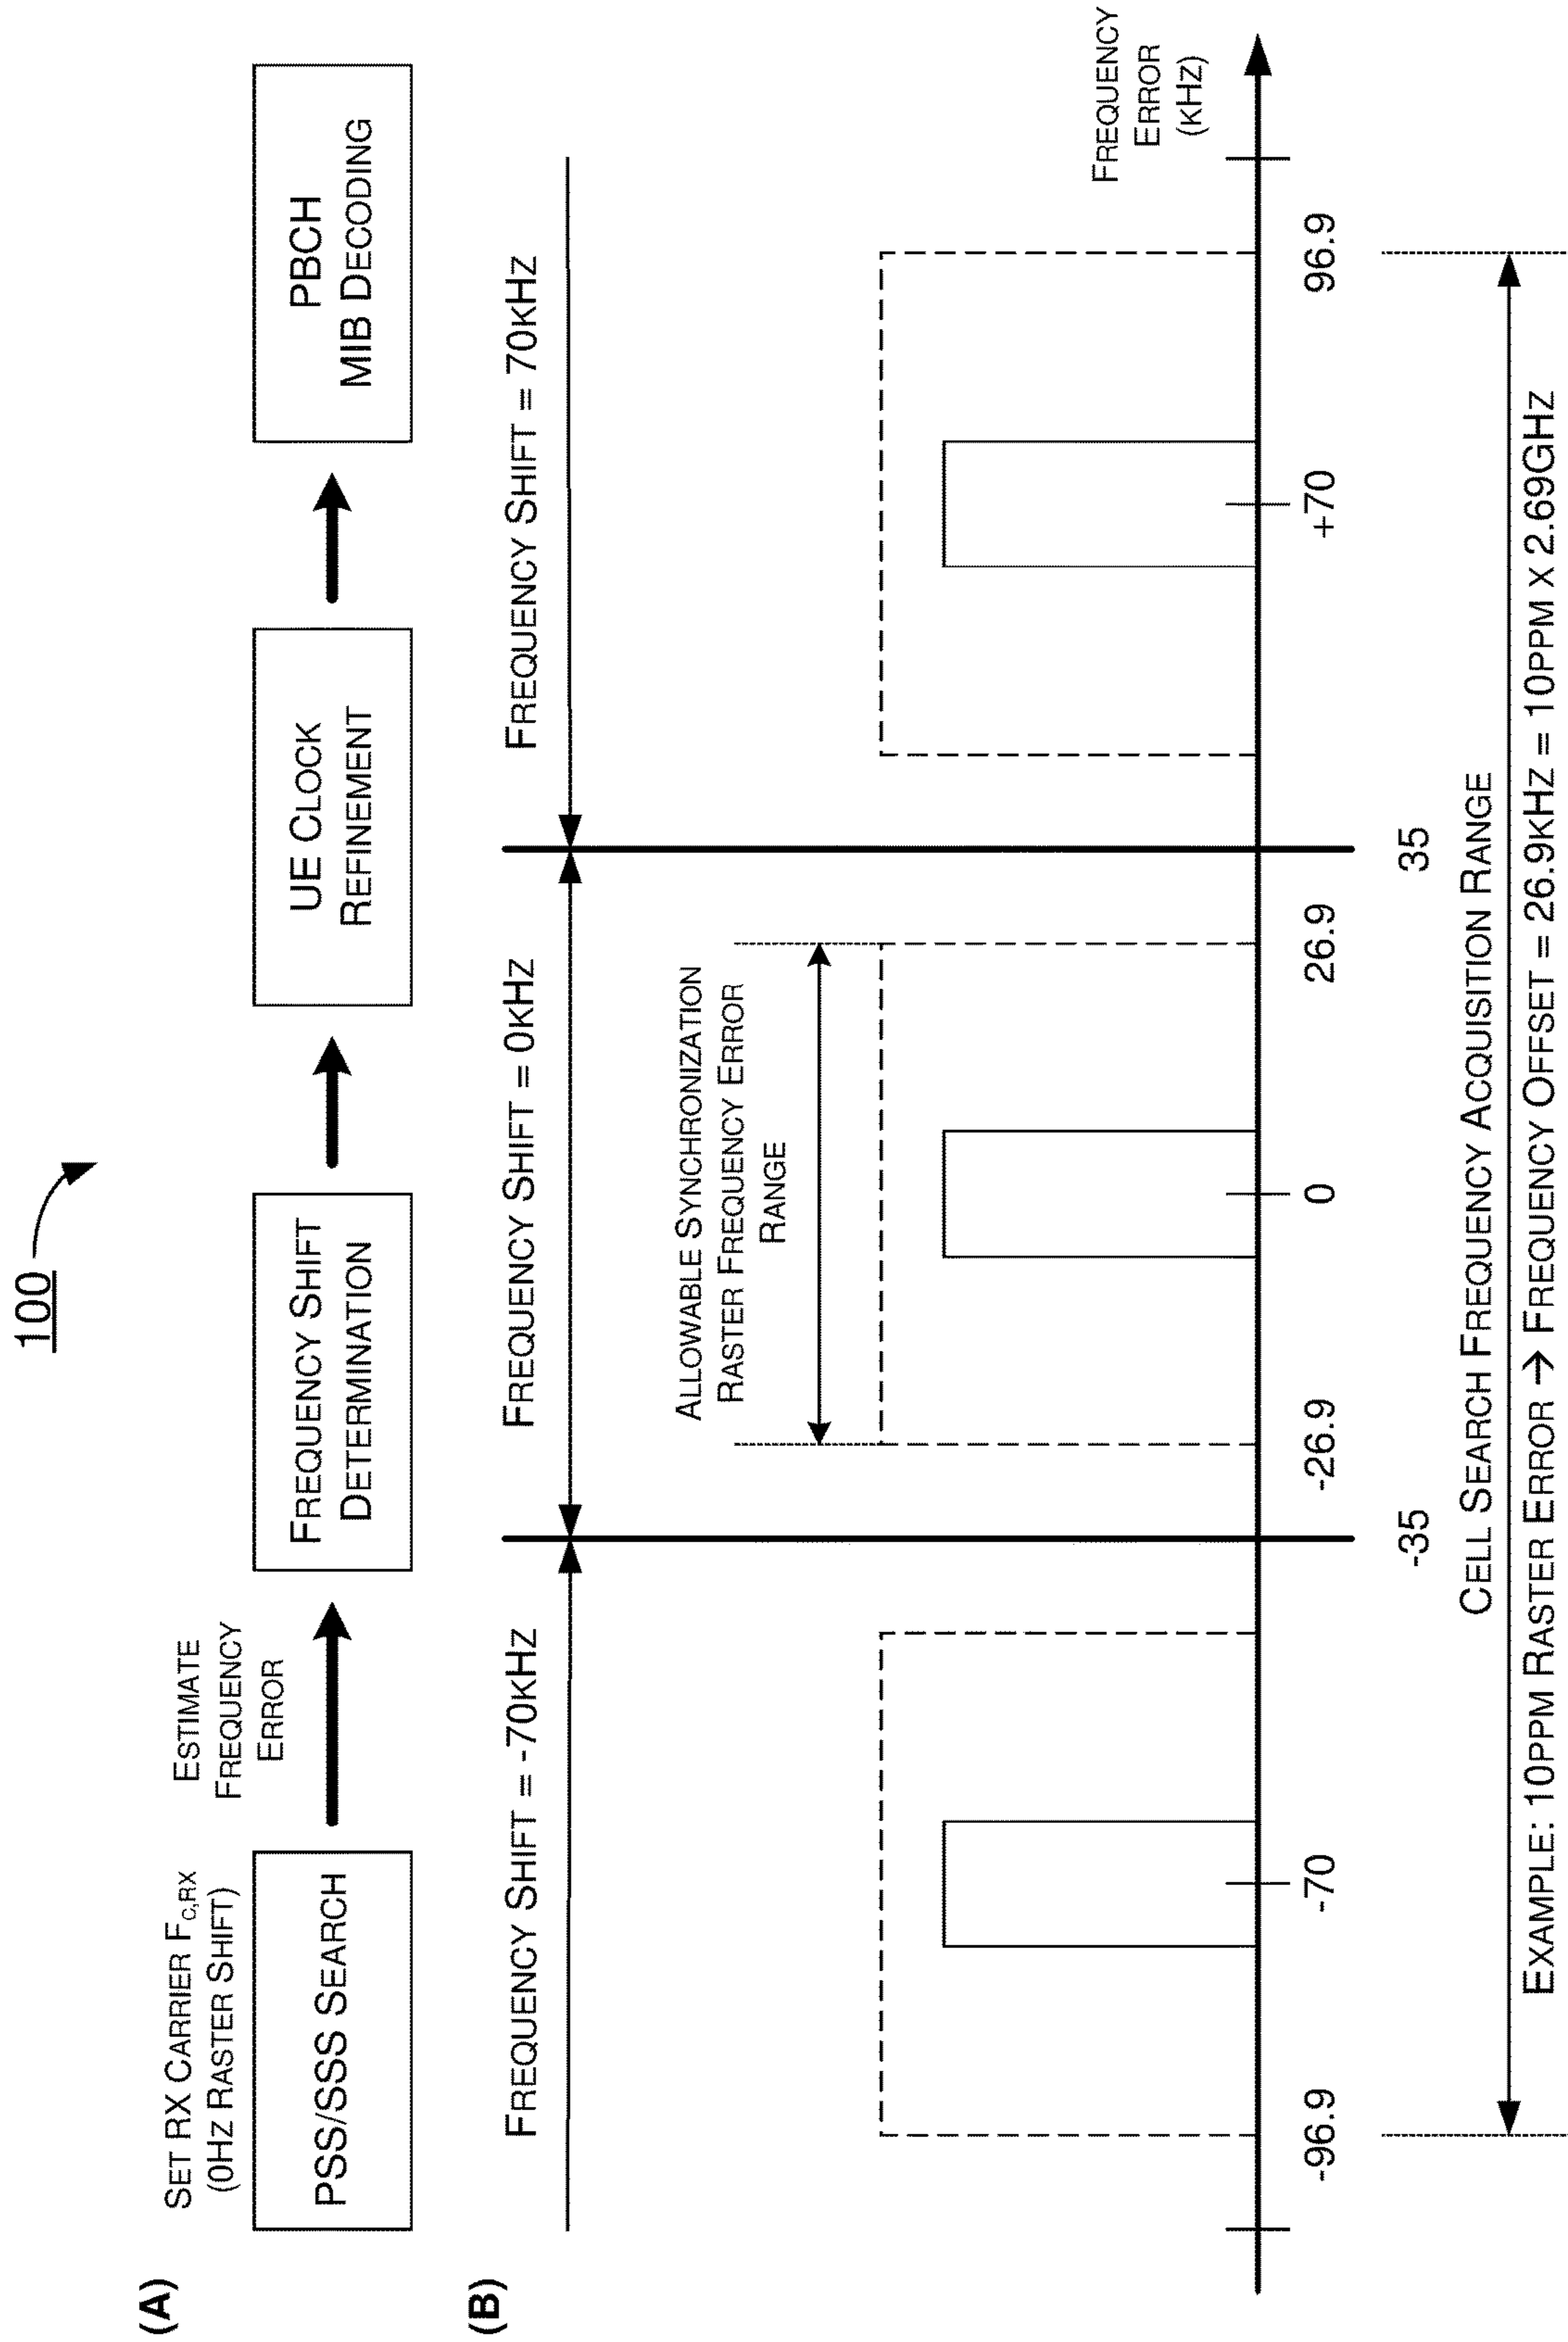 100
(A)
SET RX CARRIER F_C,RX
(0HZ RASTER SHIFT)
PSS/SSS SEARCH
ESTIMATE
FREQUENCY
ERROR
FREQUENCY SHIFT
DETERMINATION
UE CLOCK
REFINEMENT
PBCH
MIB DECODING
(B)
FREQUENCY SHIFT = -70KHZ
FREQUENCY SHIFT = 0KHZ
FREQUENCY SHIFT = 70KHZ
ALLOWABLE SYNCHRONIZATION
RASTER FREQUENCY ERROR
RANGE
FREQUENCY
ERROR
(KHZ)
-96.9
-70
-26.9
0
26.9
+70
96.9
-35
35
CELL SEARCH FREQUENCY ACQUISITION RANGE
EXAMPLE: 10PPM RASTER ERROR → FREQUENCY OFFSET = 26.9KHZ = 10PPM X 2.69GHZ